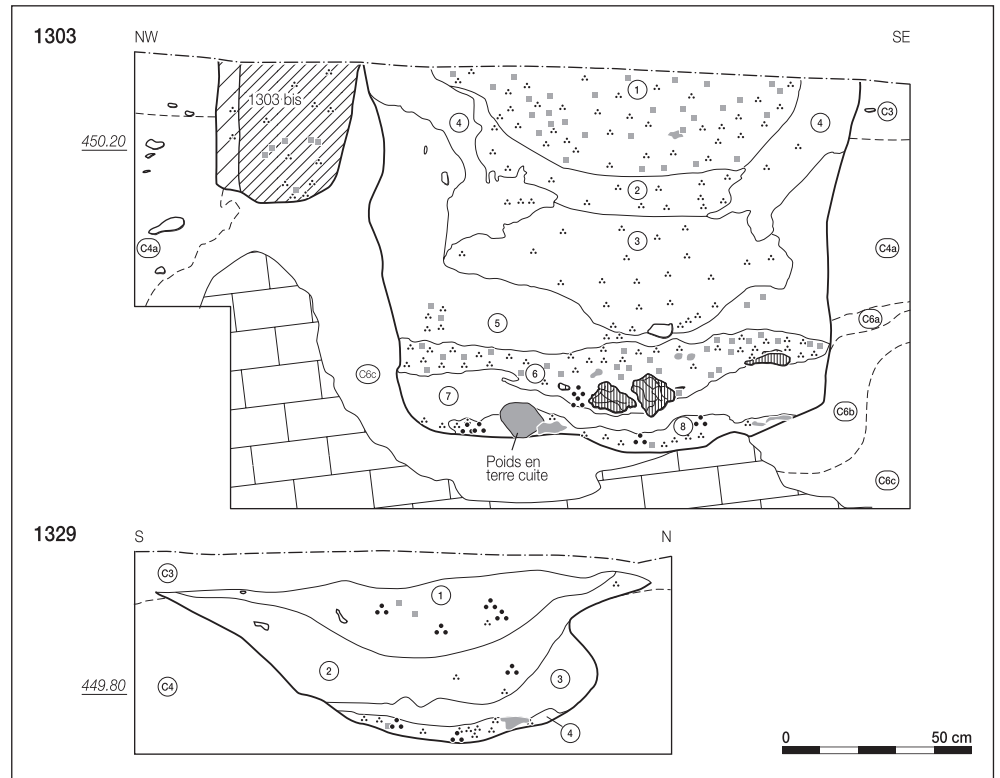 1303
NW
SE
1303 bis
1
4
4
C3
450.20
2
3
C4a
C4a
5
C6a
C6c
6
7
8
C6b
Poids en
terre cuite
C6c
1329
S
N
C3
1
2
3
449.80
C4
4
0
50 cm